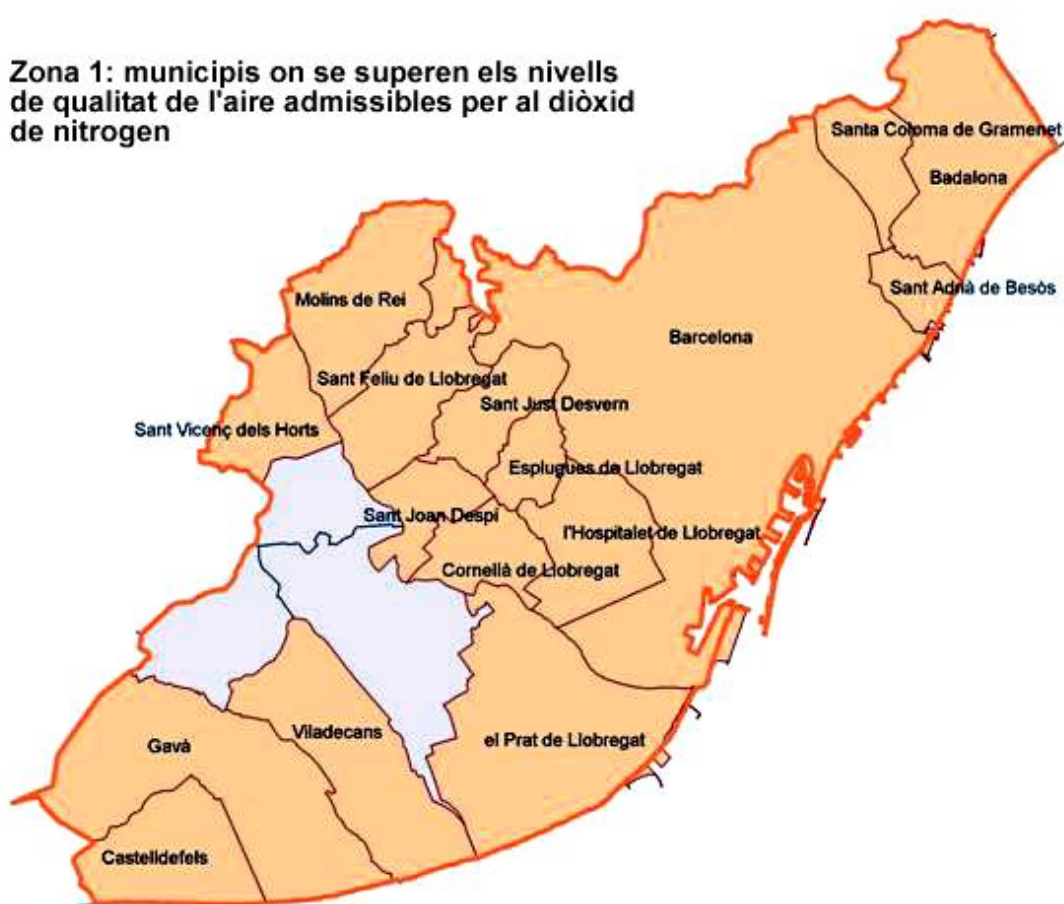 Zona 1: municipis on se superen els nivells
de qualitat de l'aire admissibles per al diòxid
de nitrogen
Santa Coloma de Gramenet
Badalona
Sant Adrià de Besòs
Molins de Rei
Barcelona
Sant Feliu de Llobregat
Sant Just Desvern
Sant Vicenç dels Horts
Esplugues de Llobregat
Sant Joan Despí
l'Hospitalet de Llobregat
Cornellà de Llobregat
Viladecans
el Prat de Llobregat
Gavà
Castelldefels